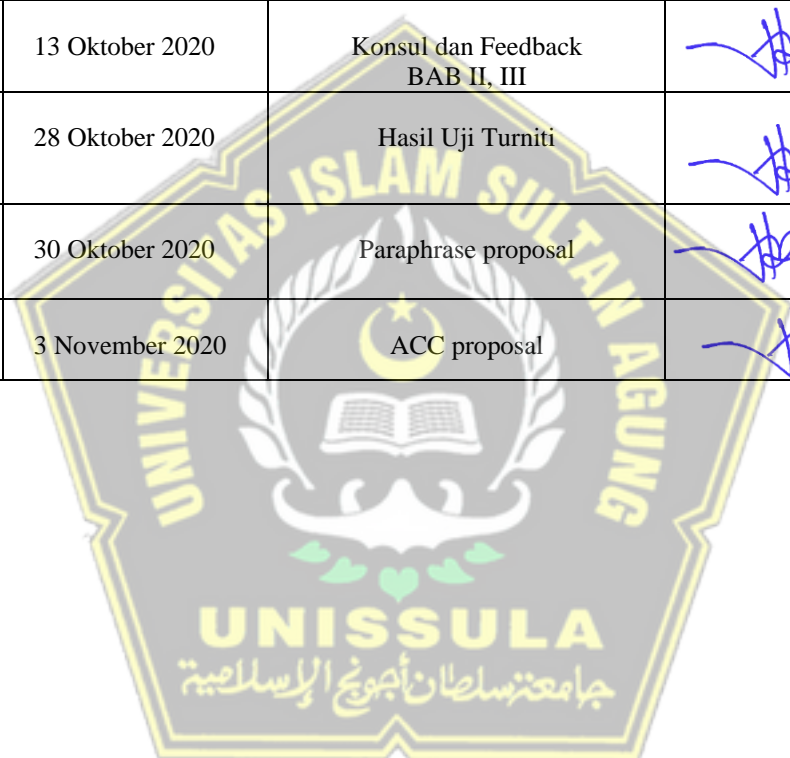 13 Oktober 2020
Konsul dan Feedback
BAB II, III
28 Oktober 2020
Hasil Uji Turniti
30 Oktober 2020
Paraphrase proposal
3 November 2020
ACC proposal
UNIVERSITAS ISLAM SULTAN AGUNG
UNISSULA
جامعة سلطان أجونج الإسلامية